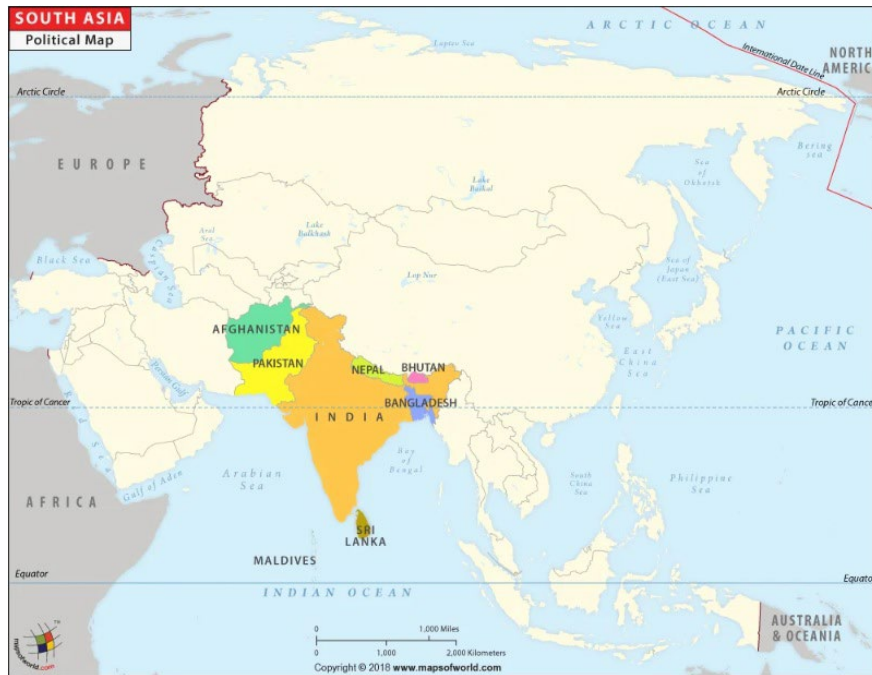 SOUTH ASIA
Political Map
ARCTIC OCEAN
Laptev Sea
International Date Line
NORTH
AMERICA
Arctic Circle
Arctic Circle
Bering
sea
EUROPE
Sea
of
Okhotsk
Lake
Baikal
Black Sea
Caspian Sea
Aral
Sea
Lake
Balkhash
Lop Nur
Sea of
Japan
(East Sea)
AFGHANISTAN
Yellow
Sea
PACIFIC
OCEAN
PAKISTAN
NEPAL
BHUTAN
East
China
Sea
Persian Gulf
BANGLADESH
Tropic of Cancer
Tropic of Cancer
INDIA
Red Sea
Arabian
Sea
Bay
of
Bengal
South
China
Sea
Philippine
Sea
Gulf of Aden
AFRICA
SRI
LANKA
MALDIVES
Equator
Equator
INDIAN OCEAN
AUSTRALIA
& OCEANIA
0 1,000 Miles
0 1,000 2,000 Kilometers
TM
mapsofworld.com
Copyright © 2018 www.mapsofworld.com